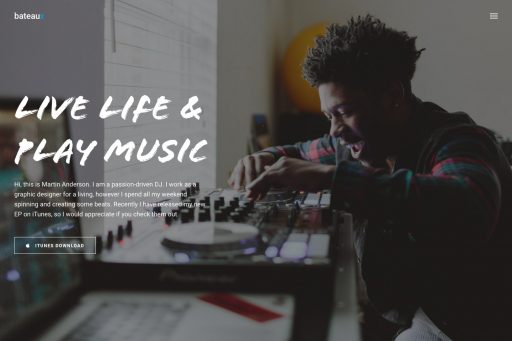 bateaux
LIVE LIFE &
PLAY MUSIC
Hi, this is Martin Anderson. I am a passion-driven DJ. I work as a
graphic designer for a living, however I spend all my weekend
spinning and creating some beats. Recently I have released my new
EP on iTunes, so I would appreciate if you check them out
ITUNES DOWNLOAD
Pioneer